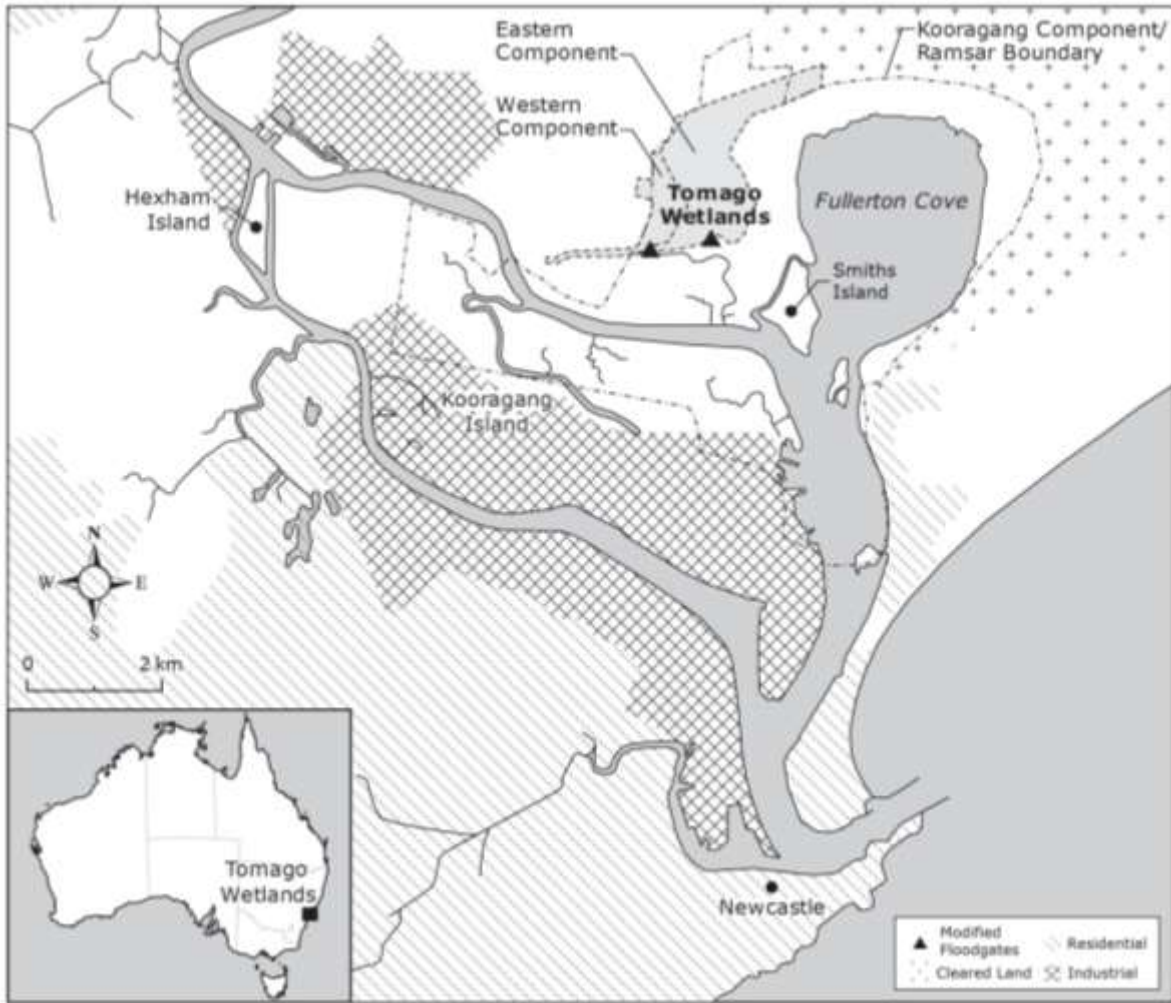 Eastern
Component
Kooragang Component/
Ramsar Boundary
Western
Component
Tomago
Wetlands
Fullerton Cove
Hexham
Island
Smiths
Island
Kooragang
Island
N
W
E
S
0
2 km
Tomago
Wetlands
Newcastle
Modified
Floodgates
Residential
Cleared Land
Industrial